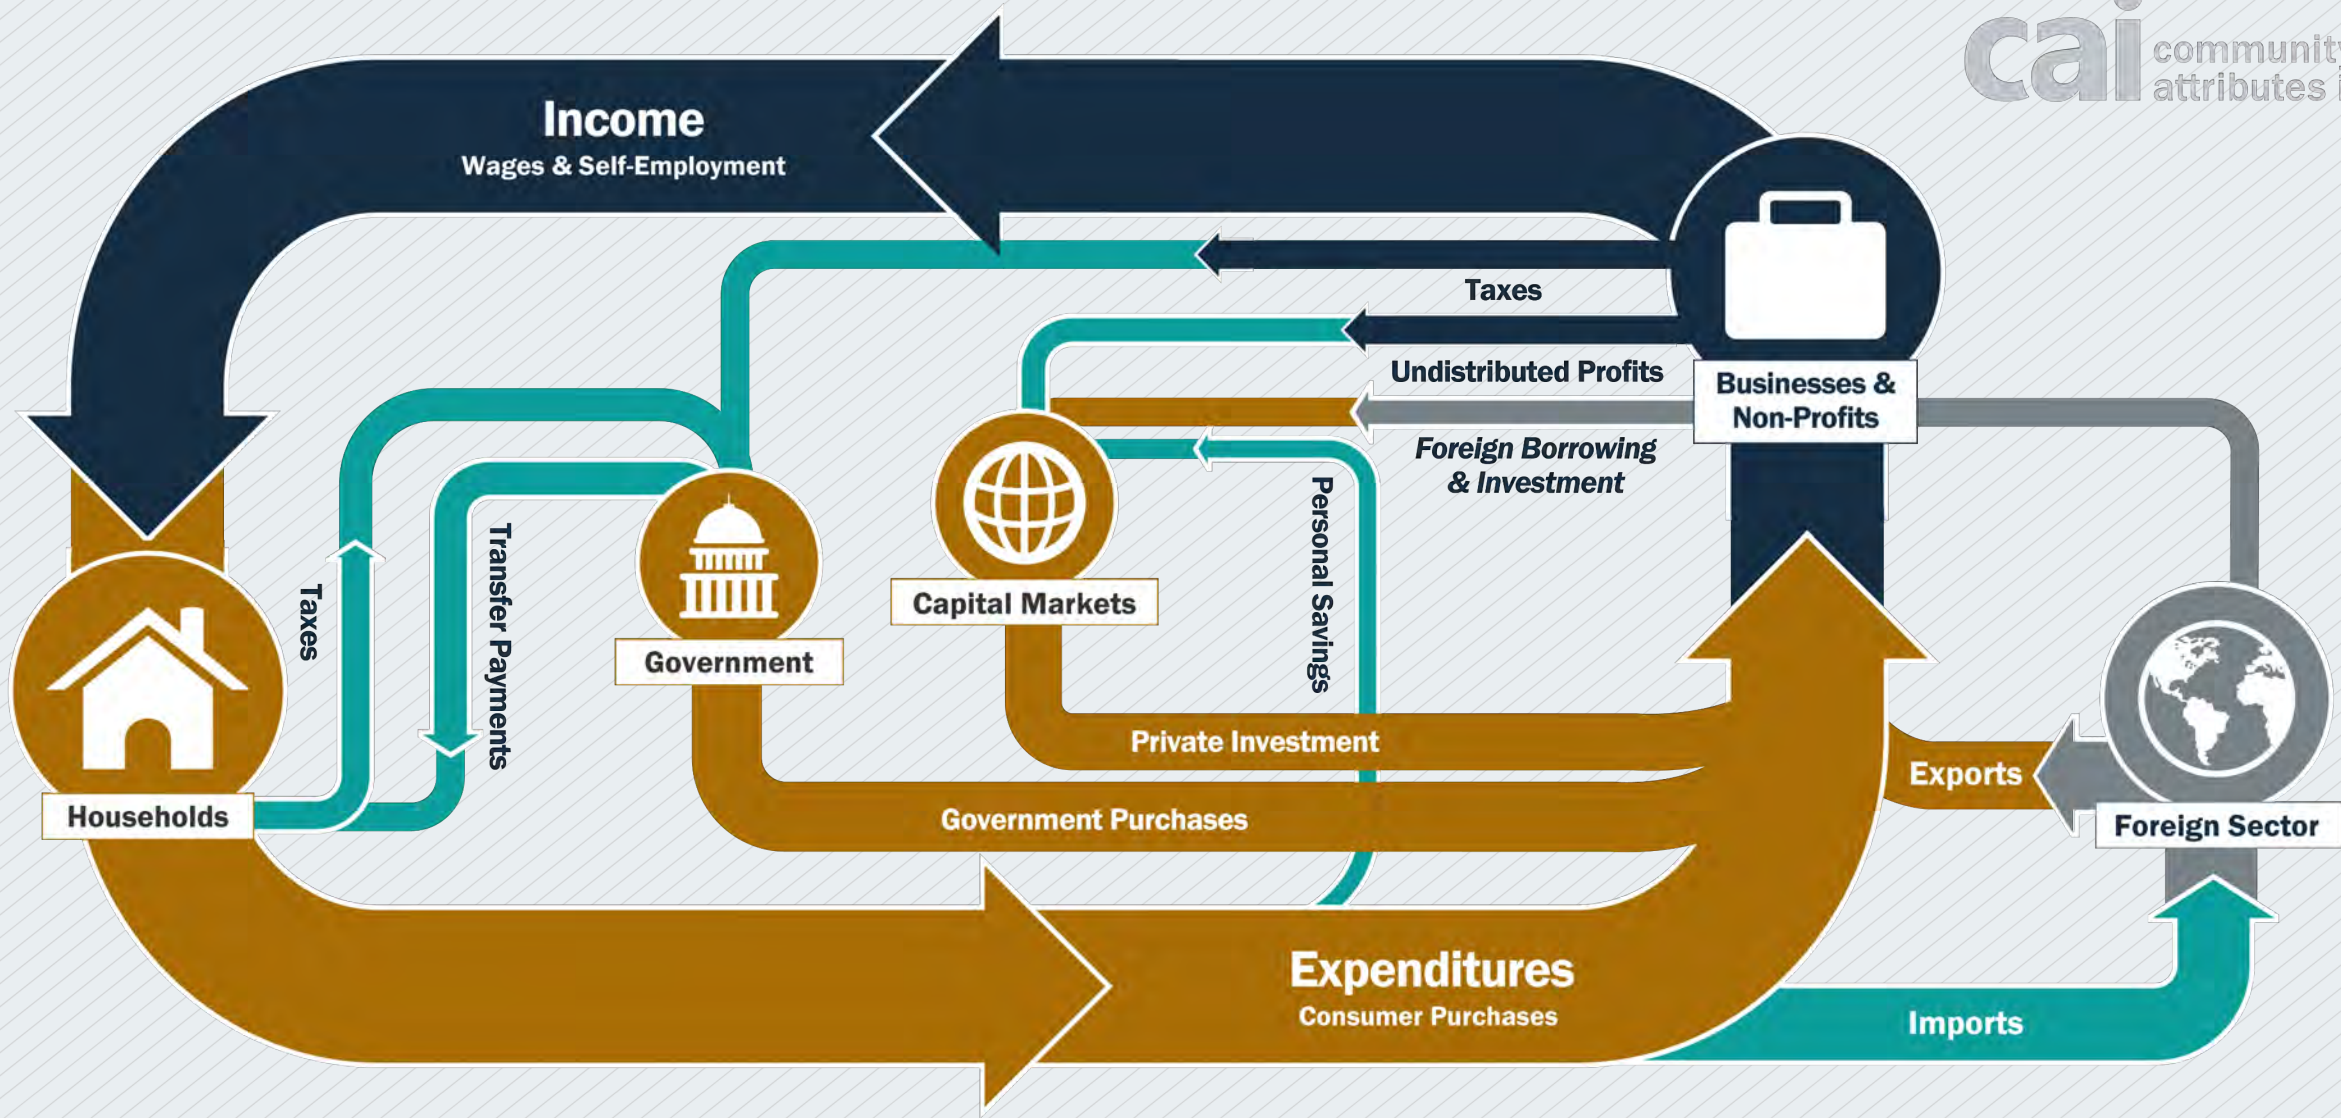 cai
community
attributes i
Income
Wages & Self-Employment
Taxes
Undistributed Profits
Businesses &
Non-Profits
Foreign Borrowing
& Investment
Personal Savings
Transfer Payments
Taxes
Capital Markets
Government
Private Investment
Exports
Households
Government Purchases
Foreign Sector
Expenditures
Consumer Purchases
Imports